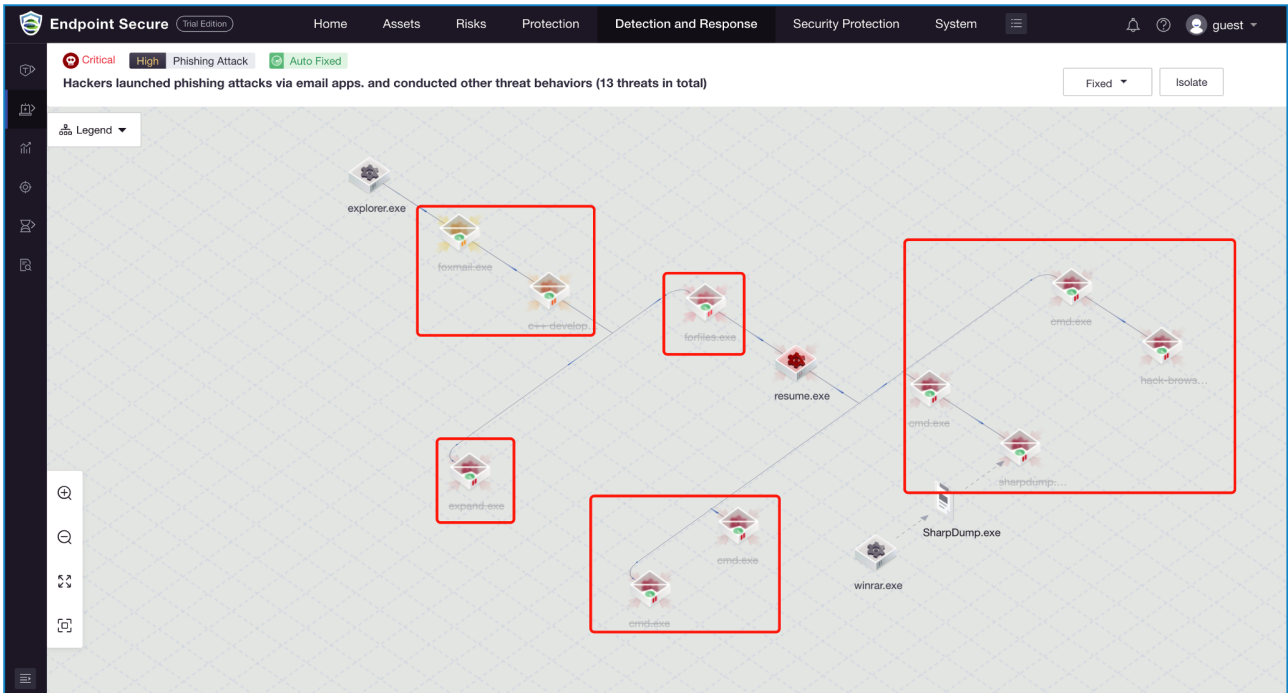 Endpoint Secure Trial Edition Home Assets Risks Protection Detection and Response Security Protection System guest
Critical High Phishing Attack Auto Fixed
Hackers launched phishing attacks via email apps. and conducted other threat behaviors (13 threats in total)
Fixed Isolate
Legend
explorer.exe
foxmail.exe
c++ develop...
forfiles.exe
cmd.exe
resume.exe
hack-brows...
cmd.exe
expand.exe
sharpdump....
SharpDump.exe
cmd.exe
winrar.exe
cmd.exe